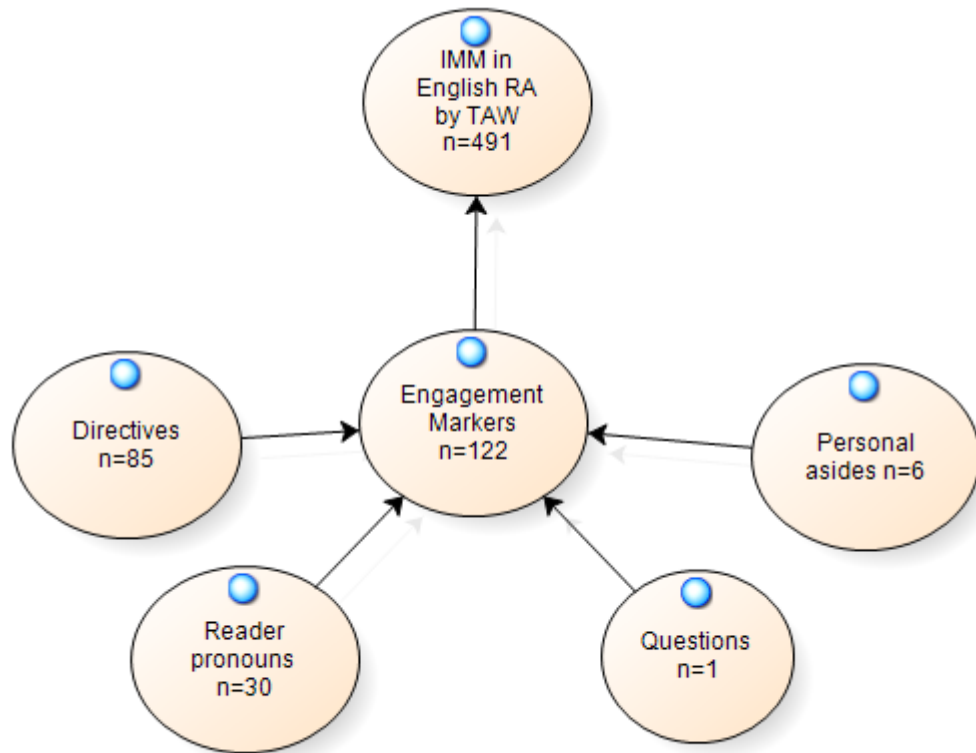 IMM in
English RA
by TAW
n=491
Engagement
Markers
n=122
Directives
n=85
Personal
asides n=6
Reader
pronouns
n=30
Questions
n=1